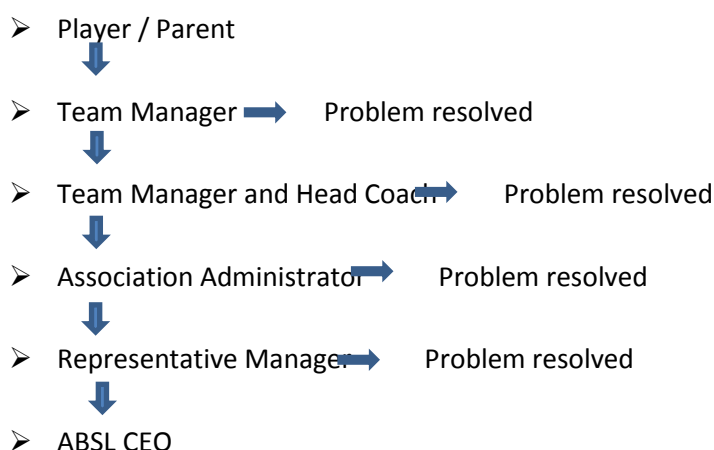 Player / Parent
Team Manager Problem resolved
Team Manager and Head Coach Problem resolved
Association Administrator Problem resolved
Representative Manager Problem resolved
ABSL CEO